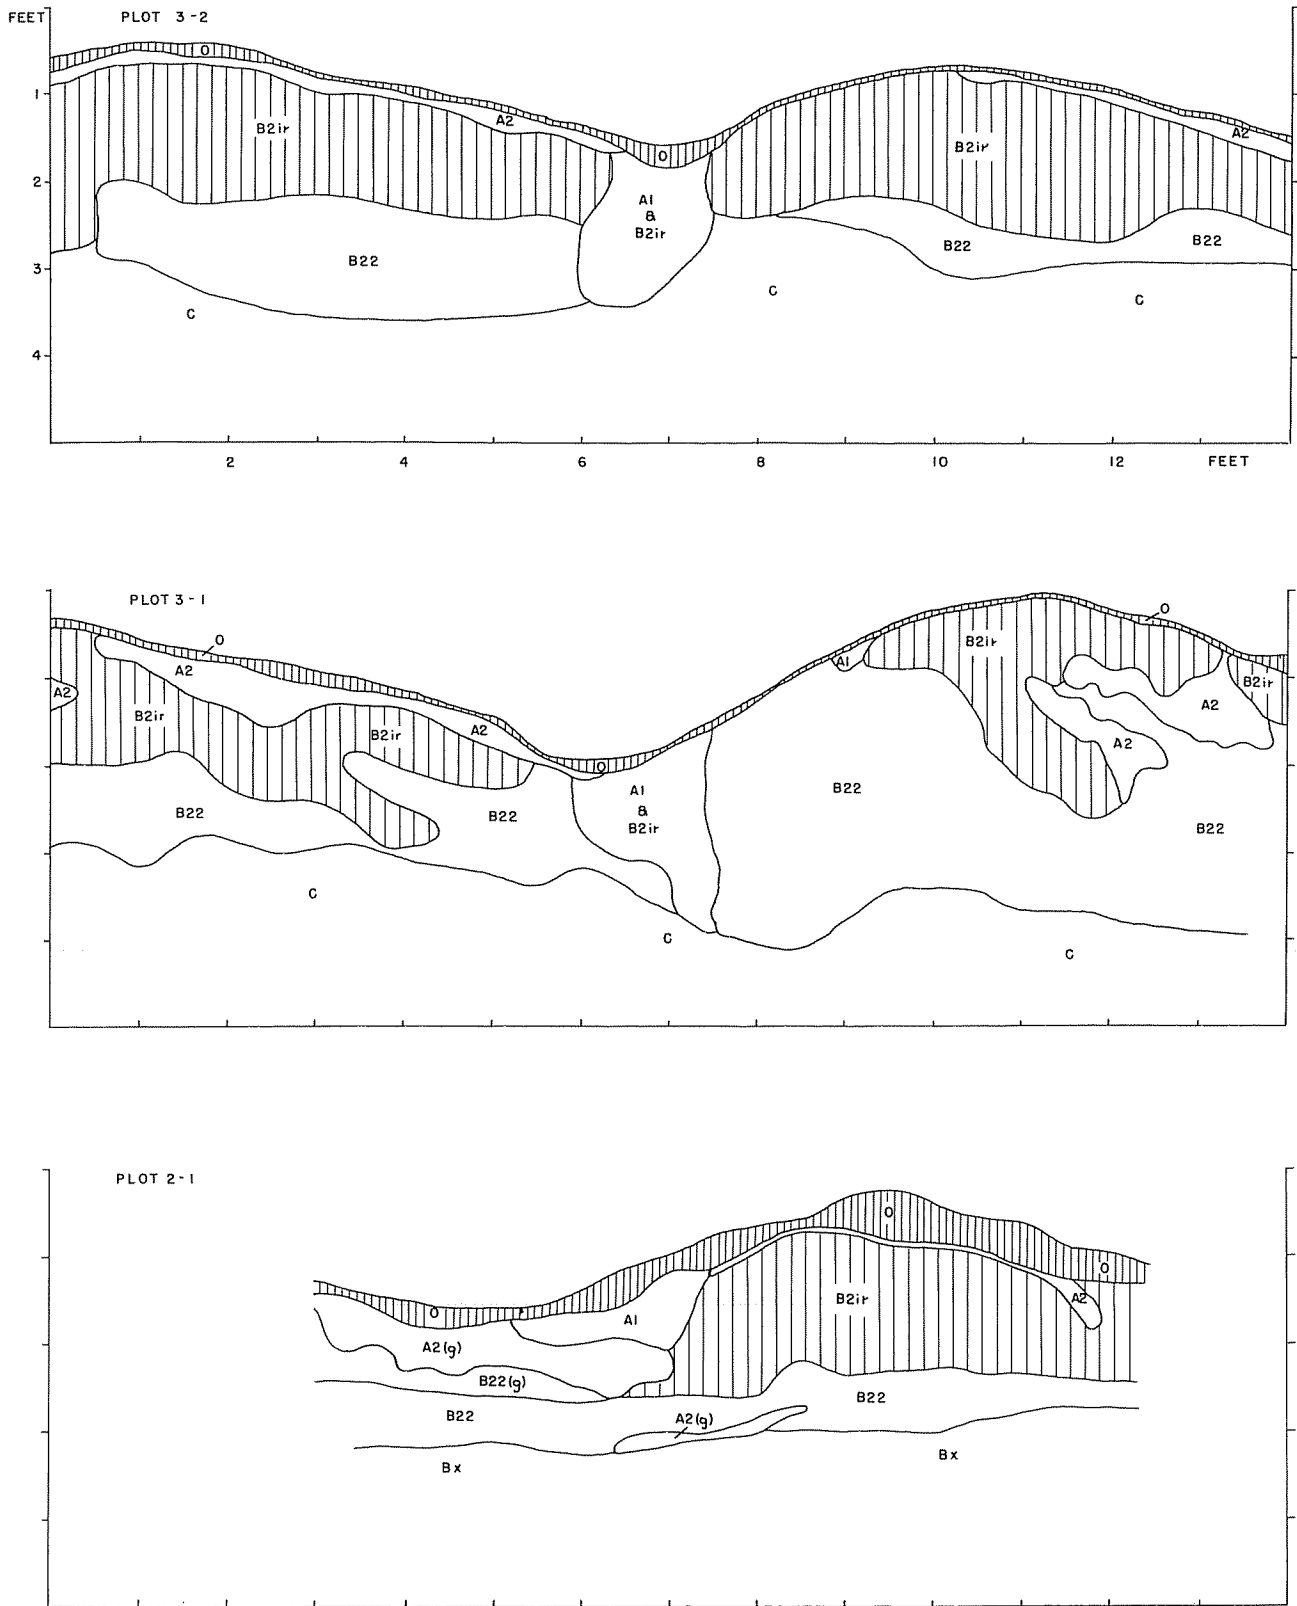 FEET PLOT 3-2
O
1
B2ir A2
B2ir A2
O
2
A1
&
B2ir
B22 B22
B22
3
C C C
4
2 4 6 8 10 12 FEET
PLOT 3-1
O O
A2 A1 B2ir
A2 B2ir
B2ir B2ir A2 A2
A2
O
B22 B22 A1
&
B2ir B22 B22
C
C C
PLOT 2-1
O
O
O A1 B2ir A2
A2(g)
B22(g)
B22 A2(g) B22
Bx Bx